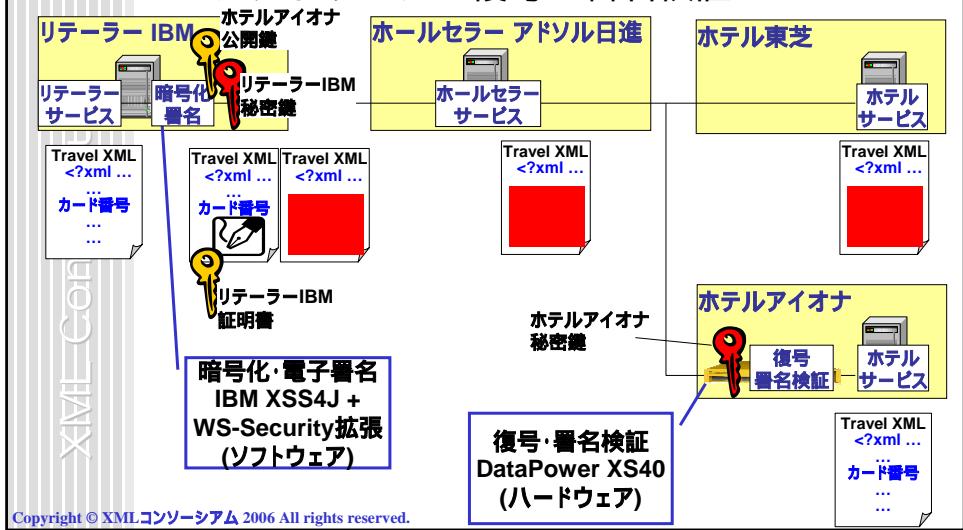 リテーラー IBM
ホテルアイオナ
公開鍵
リテーラーIBM
秘密鍵
リテーラー
サービス
暗号化
署名
ホールセラー アドソル日進
ホールセラー
サービス
ホテル東芝
ホテル
サービス
Travel XML
<?xml …
…
カード番号
…
…
Travel XML
<?xml …
…
カード番号
Travel XML
<?xml …
リテーラーIBM
証明書
Travel XML
<?xml …
Travel XML
<?xml …
ホテルアイオナ
ホテルアイオナ
秘密鍵
復号
署名検証
ホテル
サービス
暗号化・電子署名
IBM XSS4J +
WS-Security拡張
(ソフトウェア)
復号・署名検証
DataPower XS40
(ハードウェア)
Travel XML
<?xml …
…
カード番号
…
…
Copyright © XMLコンソーシアム 2006 All rights reserved.